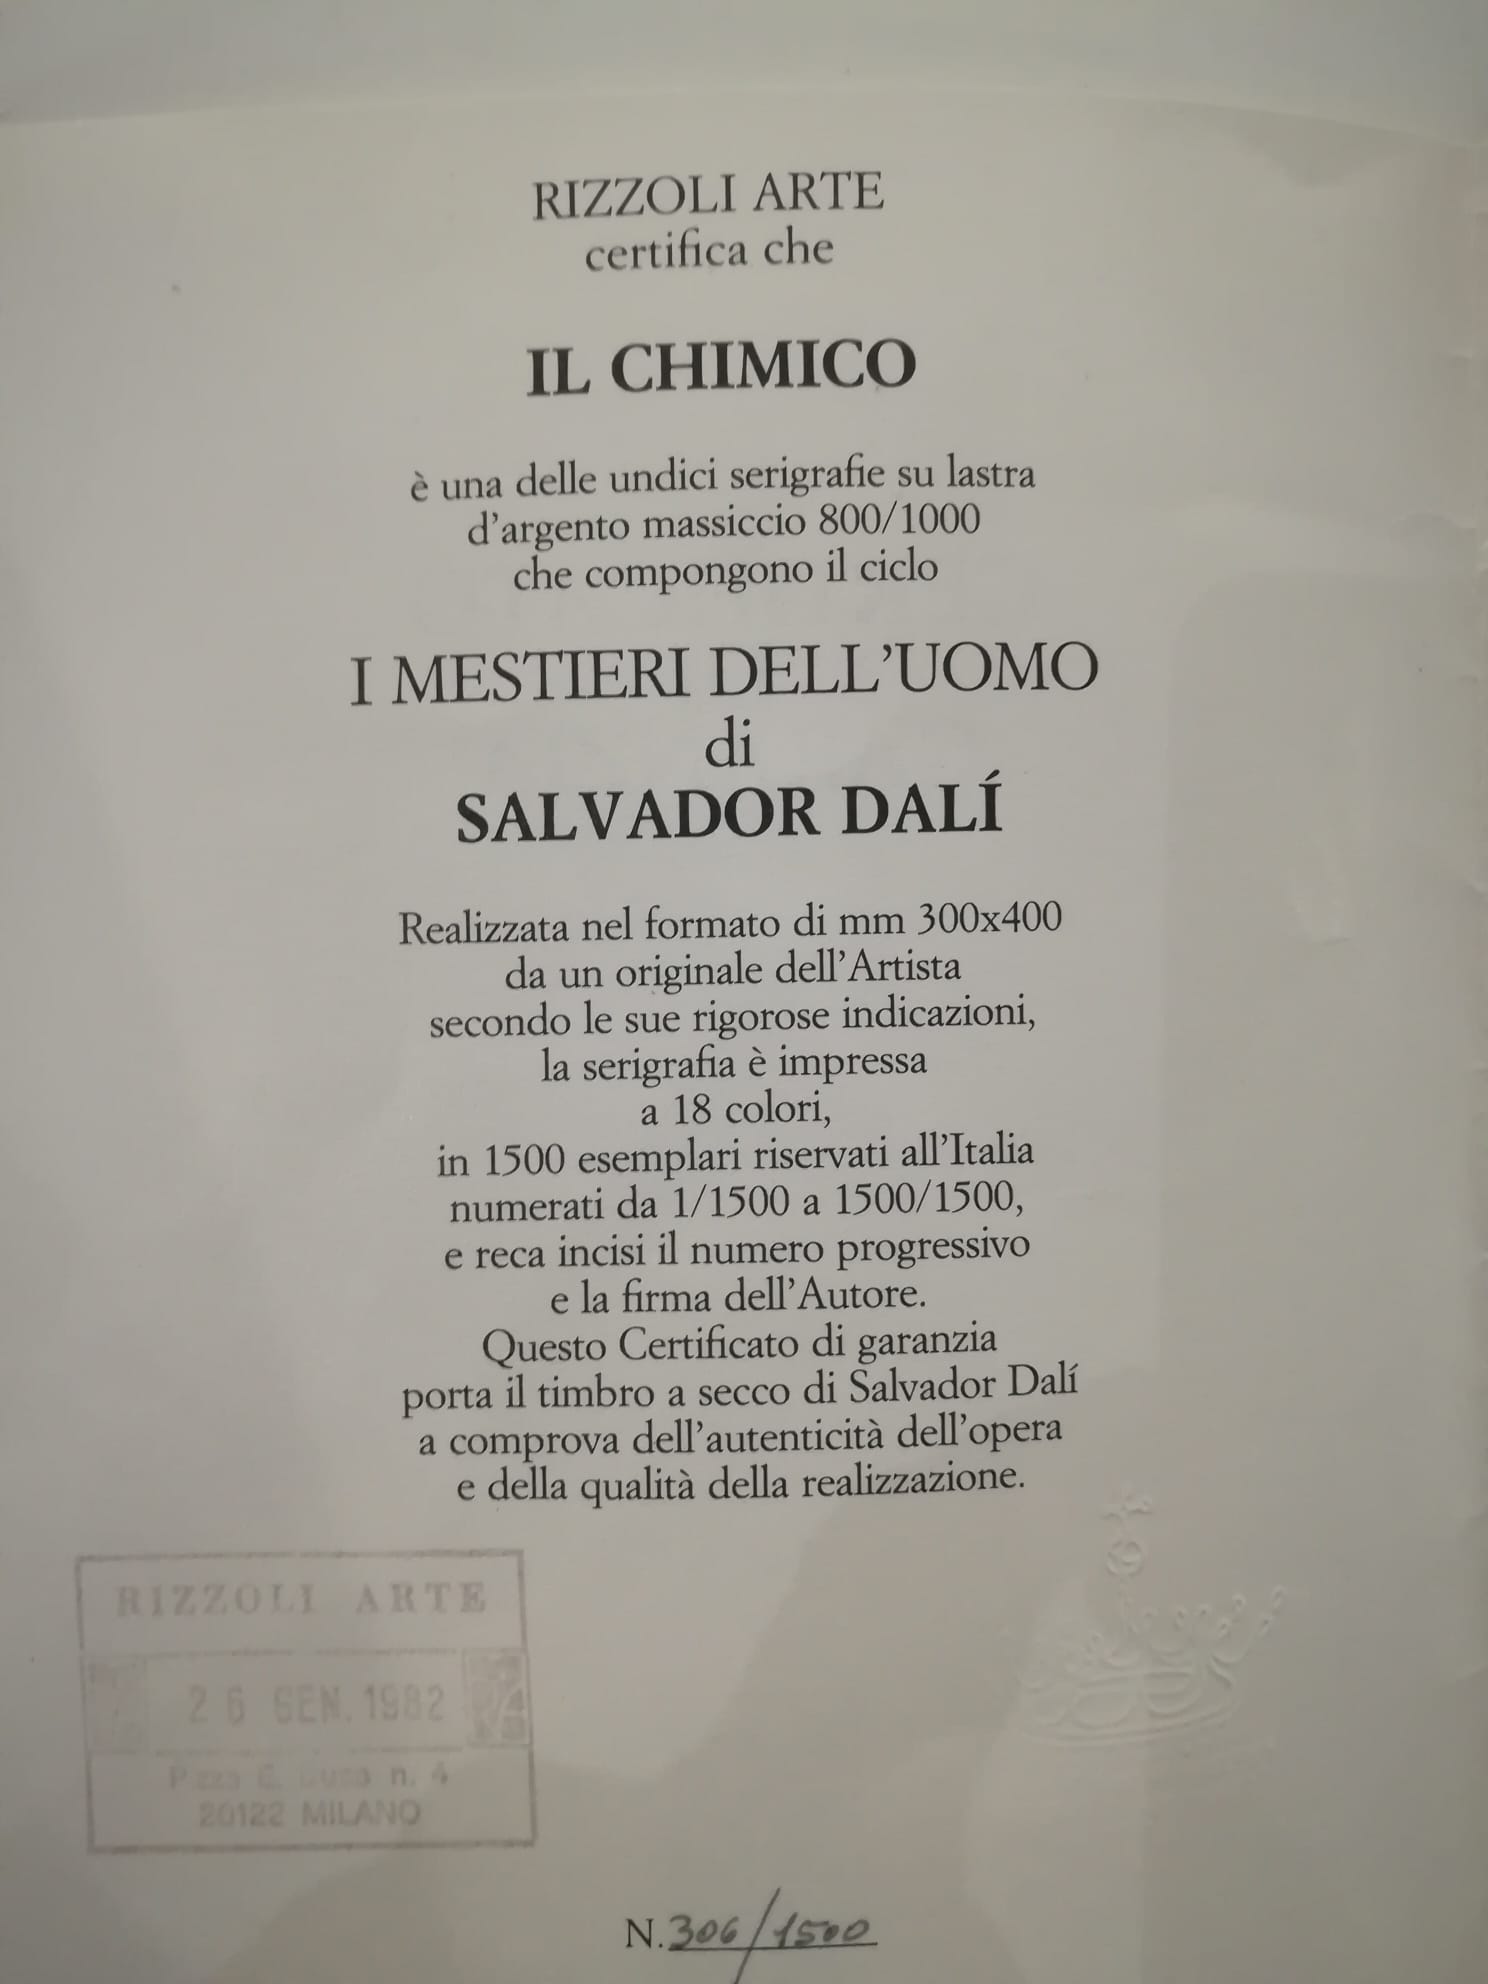 RIZZOLI ARTE
certifica che
IL CHIMICO
è una delle undici serigrafie su lastra
d'argento massiccio 800/1000
che compongono il ciclo
I MESTIERI DELL'UOMO
di
SALVADOR DALÍ
Realizzata nel formato di mm 300x400
da un originale dell'Artista
secondo le sue rigorose indicazioni,
la serigrafia è impressa
a 18 colori,
in 1500 esemplari riservati all'Italia
numerati da 1/1500 a 1500/1500,
e reca incisi il numero progressivo
e la firma dell'Autore.
Questo Certificato di garanzia
porta il timbro a secco di Salvador Dalí
a comprova dell'autenticità dell'opera
e della qualità della realizzazione.
RIZZOLI ARTE
26 GEN. 1982
n. 4
20122 MILANO
N. 306/1500